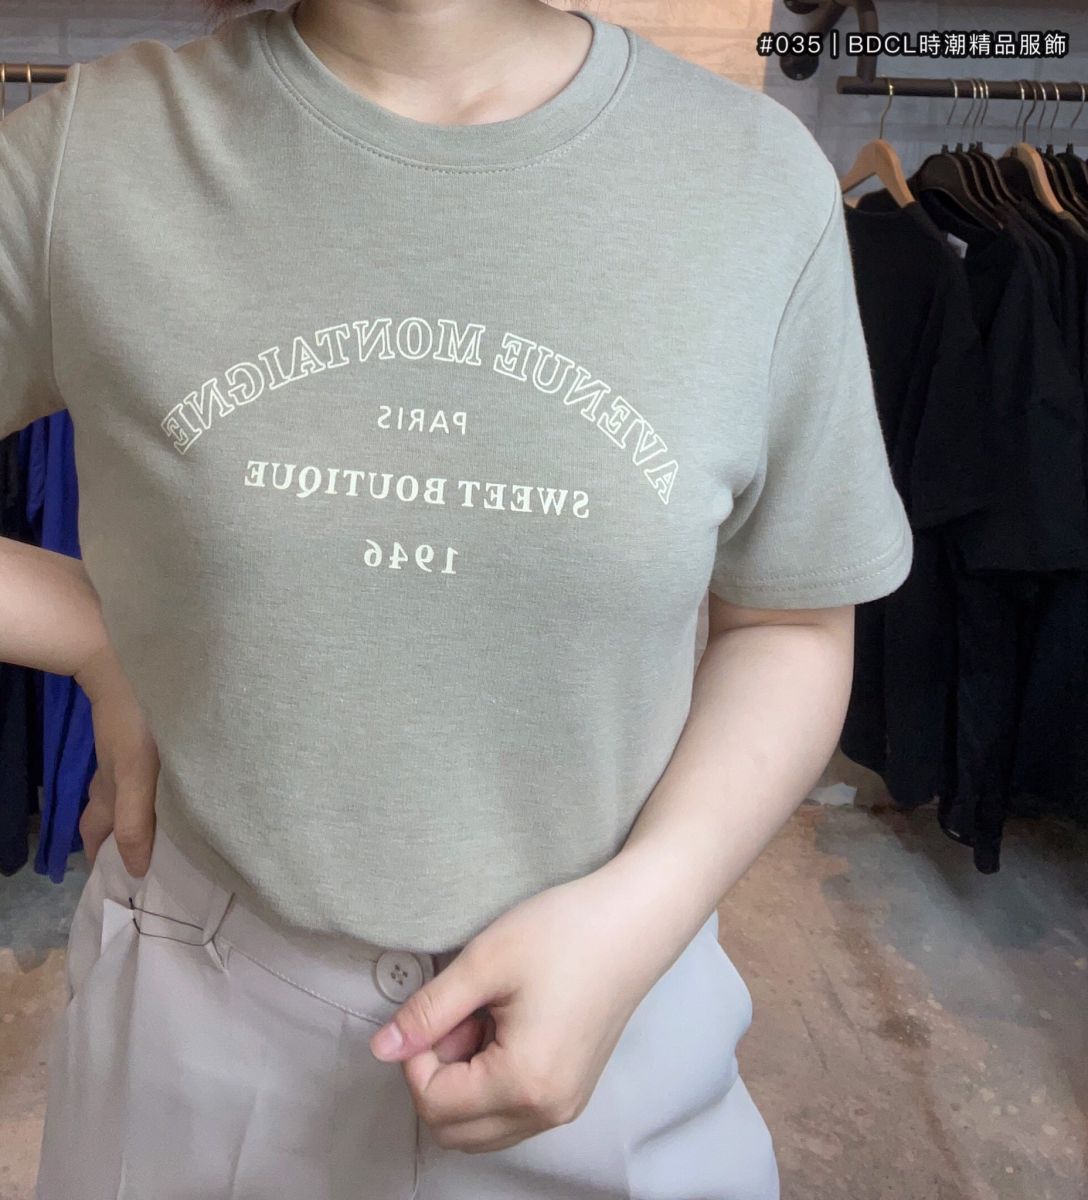 #035 | BDCL時潮精品服飾
AVENUE MONTAIGNE
PARIS
SWEET BOUTIQUE
1946